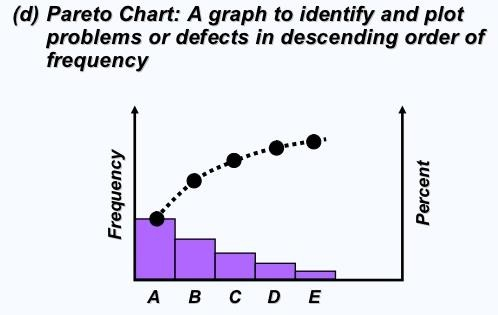 (d) Pareto Chart: A graph to identify and plot
problems or defects in descending order of
frequency
Frequency
Percent
A B C D E